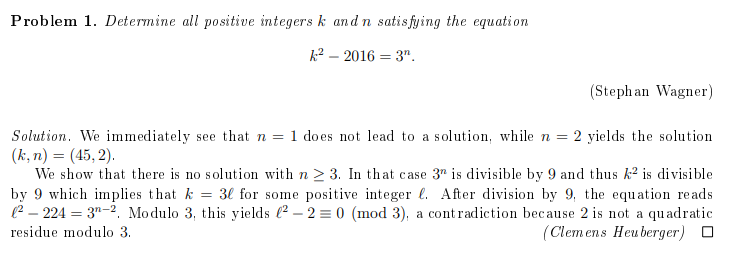 Problem 1. Determine all positive integers k and n satisfying the equation
k² − 2016 = 3ⁿ.
(Stephan Wagner)
Solution. We immediately see that n = 1 does not lead to a solution, while n = 2 yields the solution
(k, n) = (45, 2).
We show that there is no solution with n ≥ 3. In that case 3ⁿ is divisible by 9 and thus k² is divisible
by 9 which implies that k = 3ℓ for some positive integer ℓ. After division by 9, the equation reads
ℓ² − 224 = 3ⁿ⁻². Modulo 3, this yields ℓ² − 2 ≡ 0 (mod 3), a contradiction because 2 is not a quadratic
residue modulo 3. (Clemens Heuberger) □